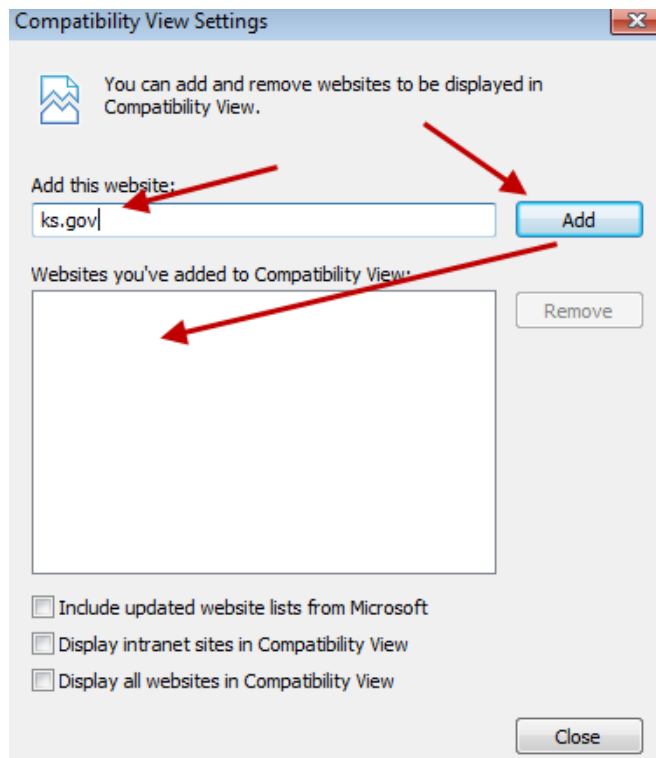 Compatibility View Settings
You can add and remove websites to be displayed in
Compatibility View.
Add this website:
ks.gov
Add
Websites you've added to Compatibility View:
Remove
Include updated website lists from Microsoft
Display intranet sites in Compatibility View
Display all websites in Compatibility View
Close